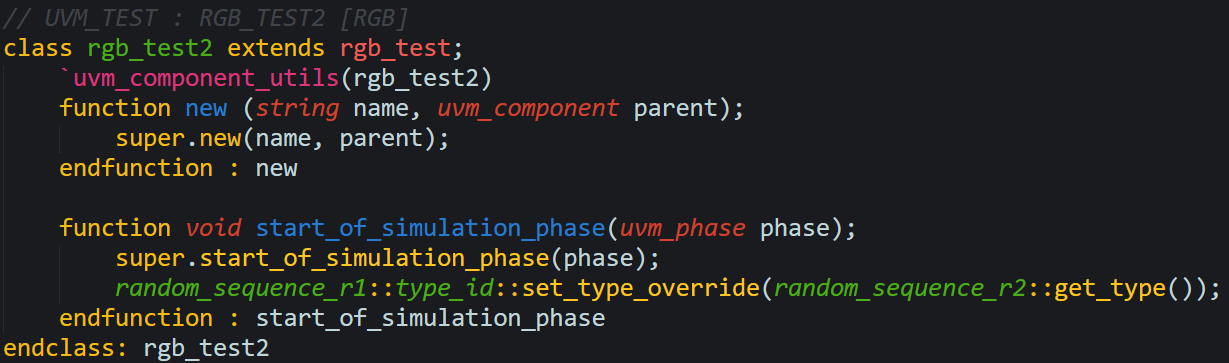 // UVM_TEST : RGB_TEST2 [RGB]
class rgb_test2 extends rgb_test;
    `uvm_component_utils(rgb_test2)
    function new (string name, uvm_component parent);
        super.new(name, parent);
    endfunction : new

    function void start_of_simulation_phase(uvm_phase phase);
        super.start_of_simulation_phase(phase);
        random_sequence_r1::type_id::set_type_override(random_sequence_r2::get_type());
    endfunction : start_of_simulation_phase
endclass: rgb_test2